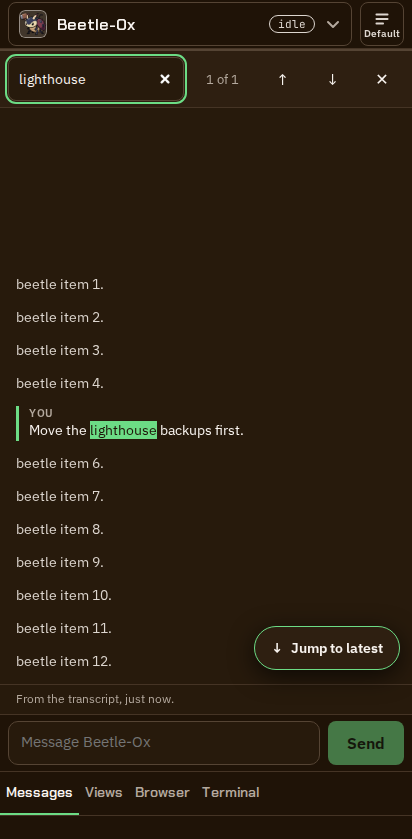 Beetle-Ox
idle
Default
lighthouse
1 of 1
beetle item 1.
beetle item 2.
beetle item 3.
beetle item 4.
YOU
Move the lighthouse backups first.
beetle item 6.
beetle item 7.
beetle item 8.
beetle item 9.
beetle item 10.
beetle item 11.
beetle item 12.
↓ Jump to latest
From the transcript, just now.
Message Beetle-Ox
Send
Messages Views Browser Terminal